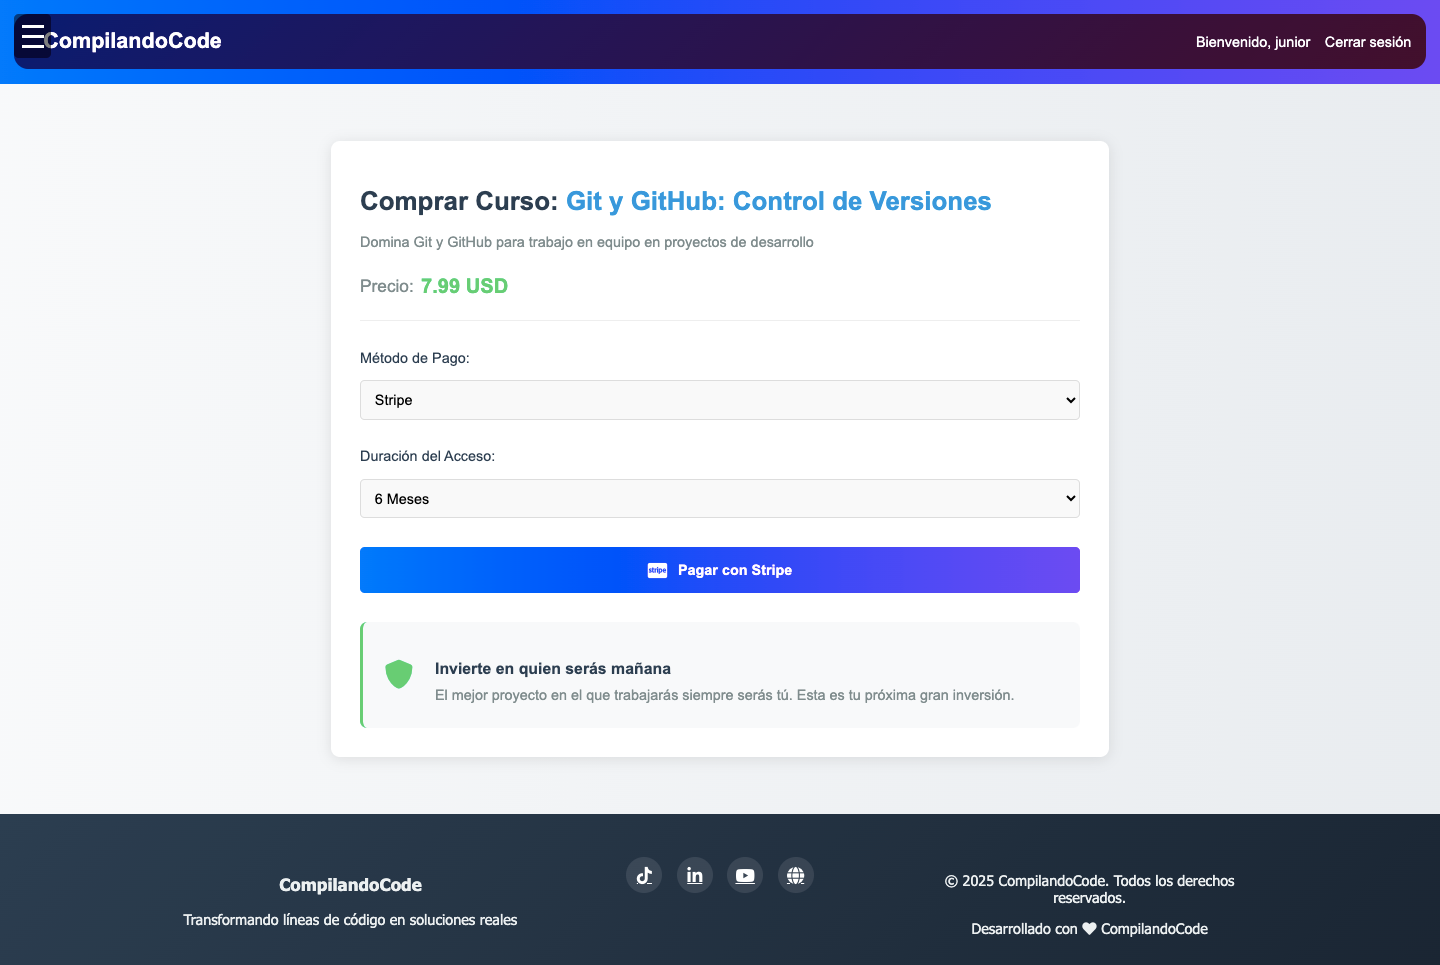 CompilandoCode
Bienvenido, junior
Cerrar sesión
Comprar Curso: Git y GitHub: Control de Versiones
Domina Git y GitHub para trabajo en equipo en proyectos de desarrollo
Precio: 7.99 USD
Método de Pago:
Stripe
Duración del Acceso:
6 Meses
stripe Pagar con Stripe
Invierte en quien serás mañana
El mejor proyecto en el que trabajarás siempre serás tú. Esta es tu próxima gran inversión.
CompilandoCode
Transformando líneas de código en soluciones reales
© 2025 CompilandoCode. Todos los derechos
reservados.
Desarrollado con ❤ CompilandoCode